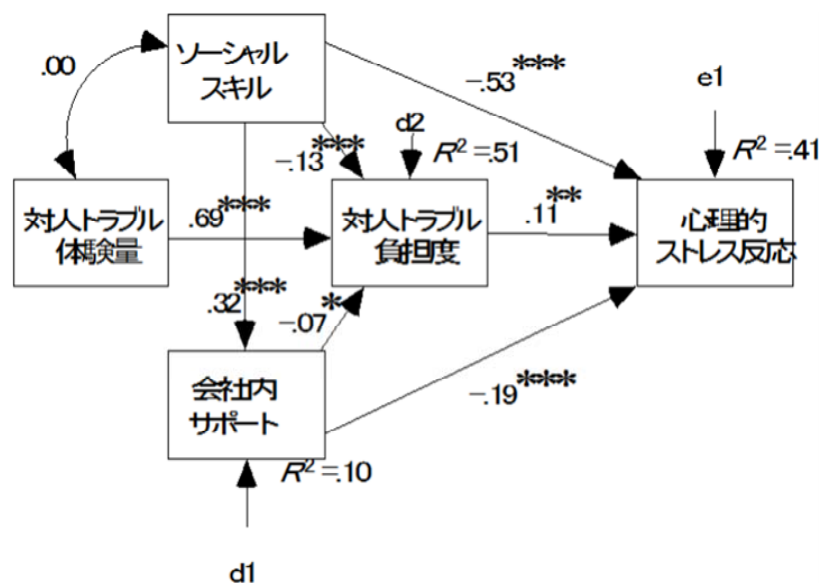 ソーシャル
スキル
.00
-.53***
e1
d2
-.13***
R²=.51
R²=.41
対人トラブル
体験量
.69***
対人トラブル
負担度
.11**
心理的
ストレス反応
.32***
-.07*
会社内
サポート
-.19***
R²=.10
d1